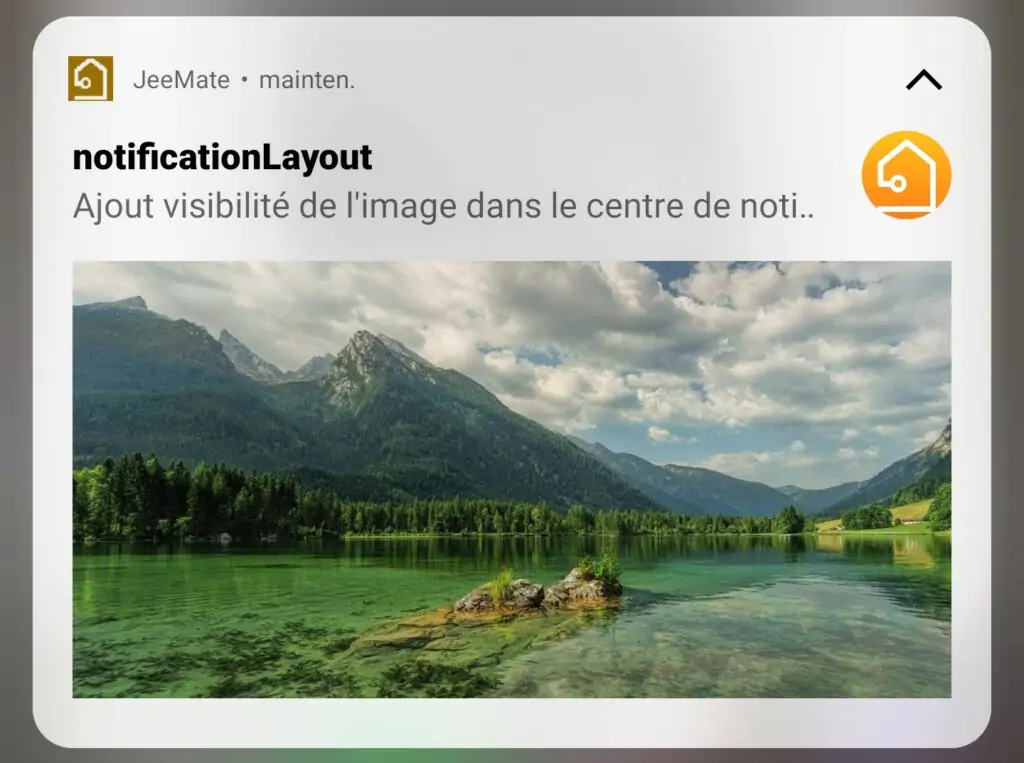 JeeMate • mainten.
notificationLayout
Ajout visibilité de l'image dans le centre de noti..